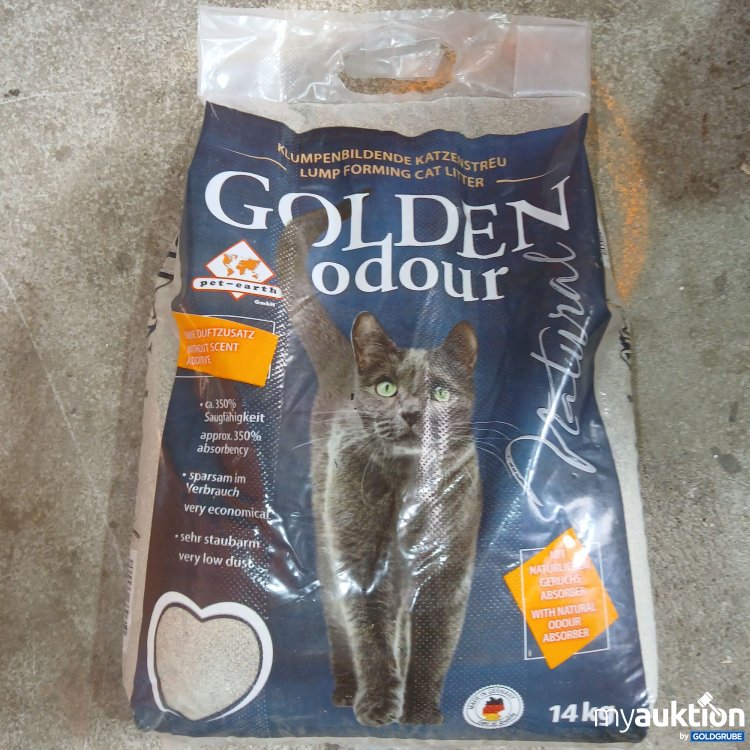 KLUMPENBILDENDE KATZENSTREU
LUMP FORMING CAT LITTER
GOLDEN
odour
Natural
pet-earth
GmbH
OHNE DUFTZUSATZ
WITHOUT SCENT
ADDITIVE
• ca. 350%
Saugfähigkeit
approx. 350%
absorbency
• sparsam im
Verbrauch
very economical
• sehr staubarm
very low dust
MIT
NATÜRLICHEM
GERUCHS
ABSORBER
WITH NATURAL
ODOUR
ABSORBER
MADE IN GERMANY
14 kg
myauktion
by GOLDGRUBE